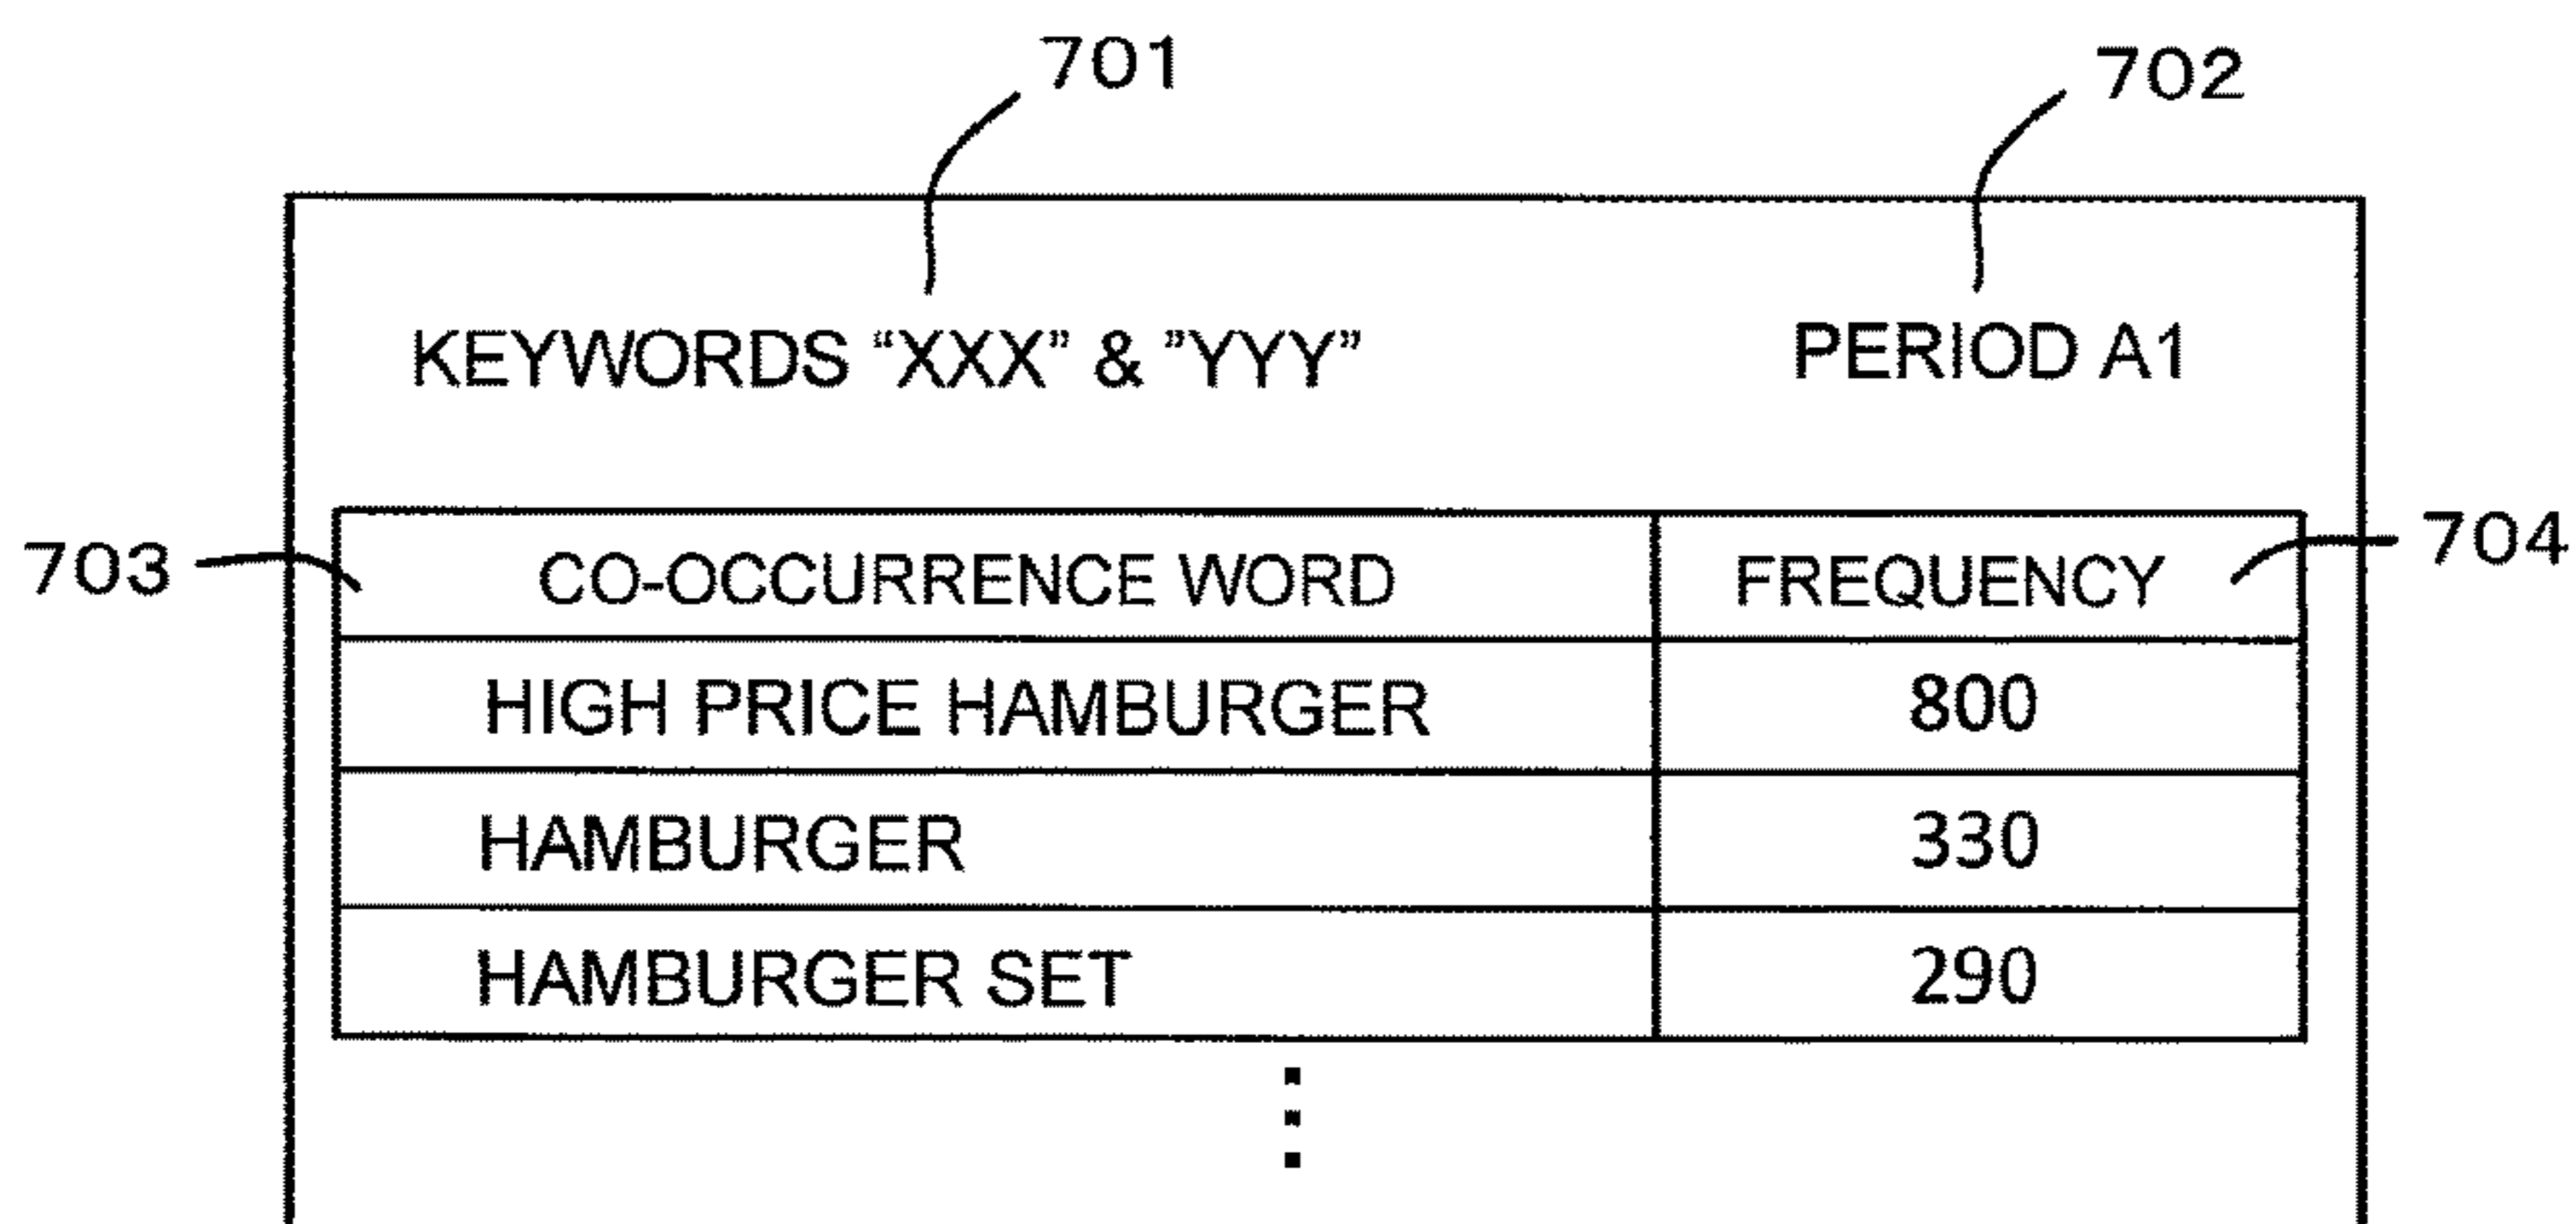 701
702
KEYWORDS “XXX” & ”YYY” PERIOD A1
703 CO-OCCURRENCE WORD FREQUENCY 704
HIGH PRICE HAMBURGER 800
HAMBURGER 330
HAMBURGER SET 290